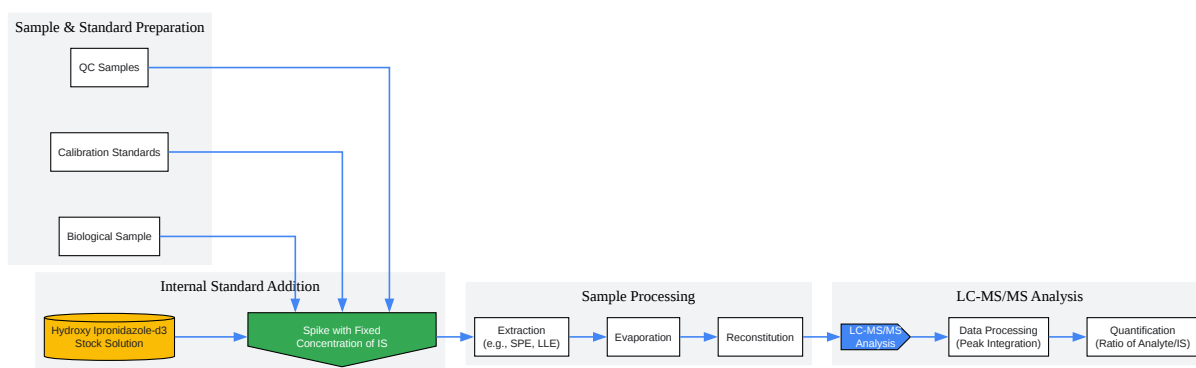 Sample & Standard Preparation
QC Samples
Calibration Standards
Biological Sample
Internal Standard Addition
Hydroxy Ipronidazole-d3
Stock Solution
Spike with Fixed
Concentration of IS
Sample Processing
Extraction
(e.g., SPE, LLE)
Evaporation
Reconstitution
LC-MS/MS Analysis
LC-MS/MS
Analysis
Data Processing
(Peak Integration)
Quantification
(Ratio of Analyte/IS)